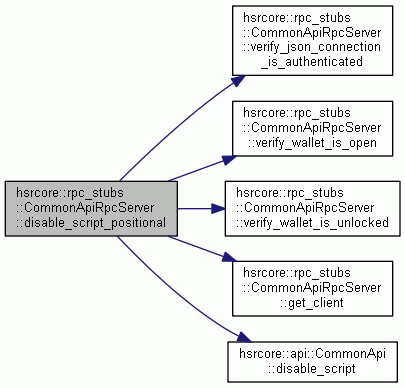 hsrcore::rpc_stubs
::CommonApiRpcServer
::verify_json_connection
_is_authenticated
hsrcore::rpc_stubs
::CommonApiRpcServer
::verify_wallet_is_open
hsrcore::rpc_stubs
::CommonApiRpcServer
::disable_script_positional
hsrcore::rpc_stubs
::CommonApiRpcServer
::verify_wallet_is_unlocked
hsrcore::rpc_stubs
::CommonApiRpcServer
::get_client
hsrcore::api::CommonApi
::disable_script